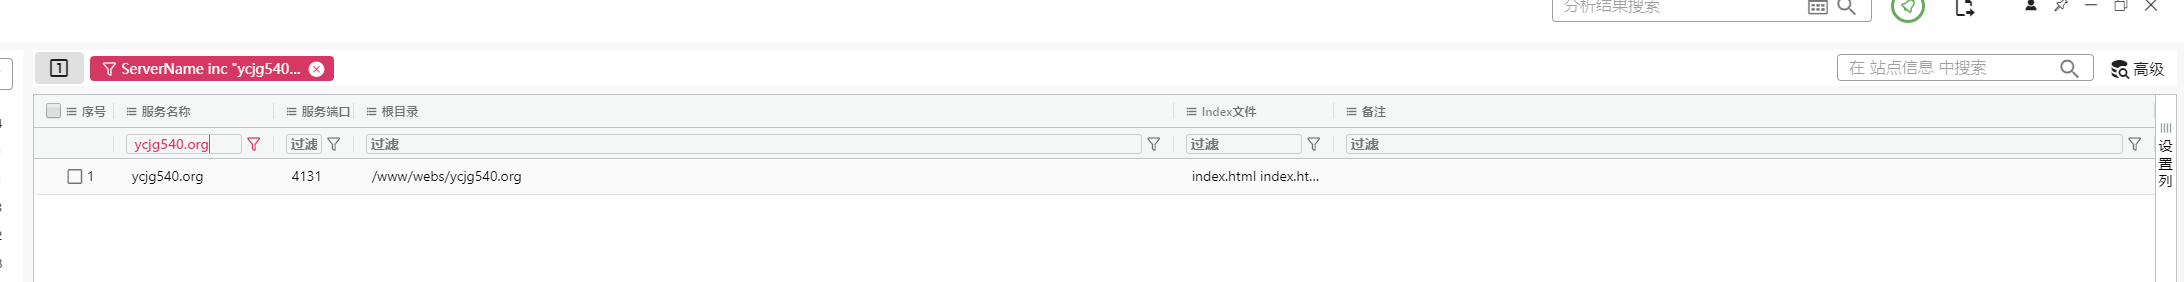 分析结果搜索
1 ServerName inc "ycjg540...
在 站点信息 中搜索 高级
序号 服务名称 服务端口 根目录 Index文件 备注
ycjg540.org 过滤 过滤 过滤 过滤
1 ycjg540.org 4131 /www/webs/ycjg540.org index.html index.ht...
设置列